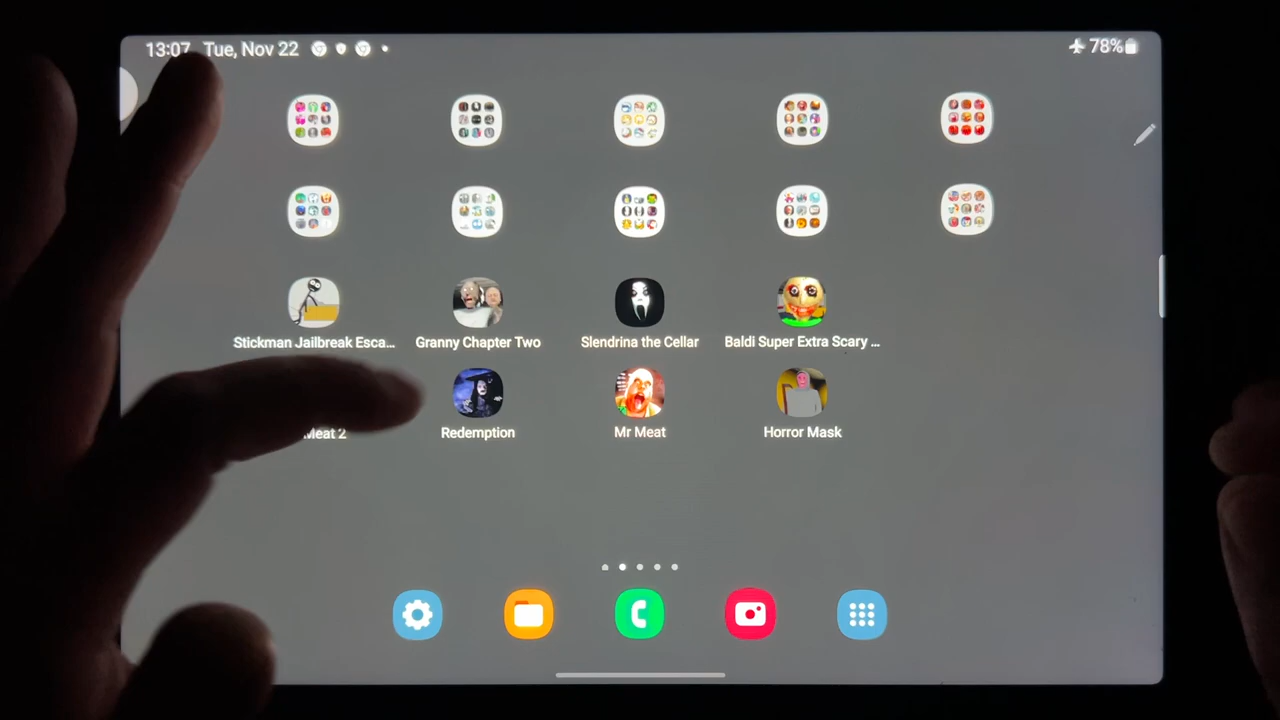 13:07 Tue, Nov 22 78%
Stickman Jailbreak Esca... Granny Chapter Two Slendrina the Cellar Baldi Super Extra Scary ...
Meat 2 Redemption Mr Meat Horror Mask